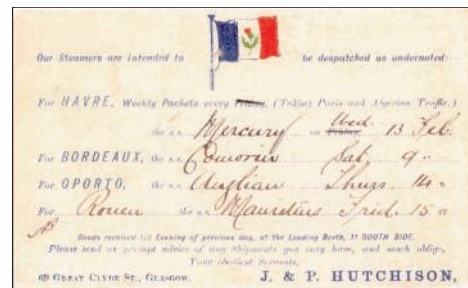 Our Steamers are intended to be despatched as undernoted:
For HAVRE, Weekly Packets every Friday, (Taking Paris and Algerian Traffic.)
the s.s. Mercury on Friday, Wed 13 Feb.
For BORDEAUX, the s.s. Comorin Sat 9 "
For OPORTO, the s.s. Anglian Thurs 14 "
For Rouen the s.s. Mauritius Frid. 15 "
Goods received till Evening of previous day, at the Loading Berth, 11 SOUTH SIDE.
Please send us prompt advice of any Shipments you may have, and much oblige,
Your obedient Servants,
69 GREAT CLYDE ST., GLASGOW. J. & P. HUTCHISON,